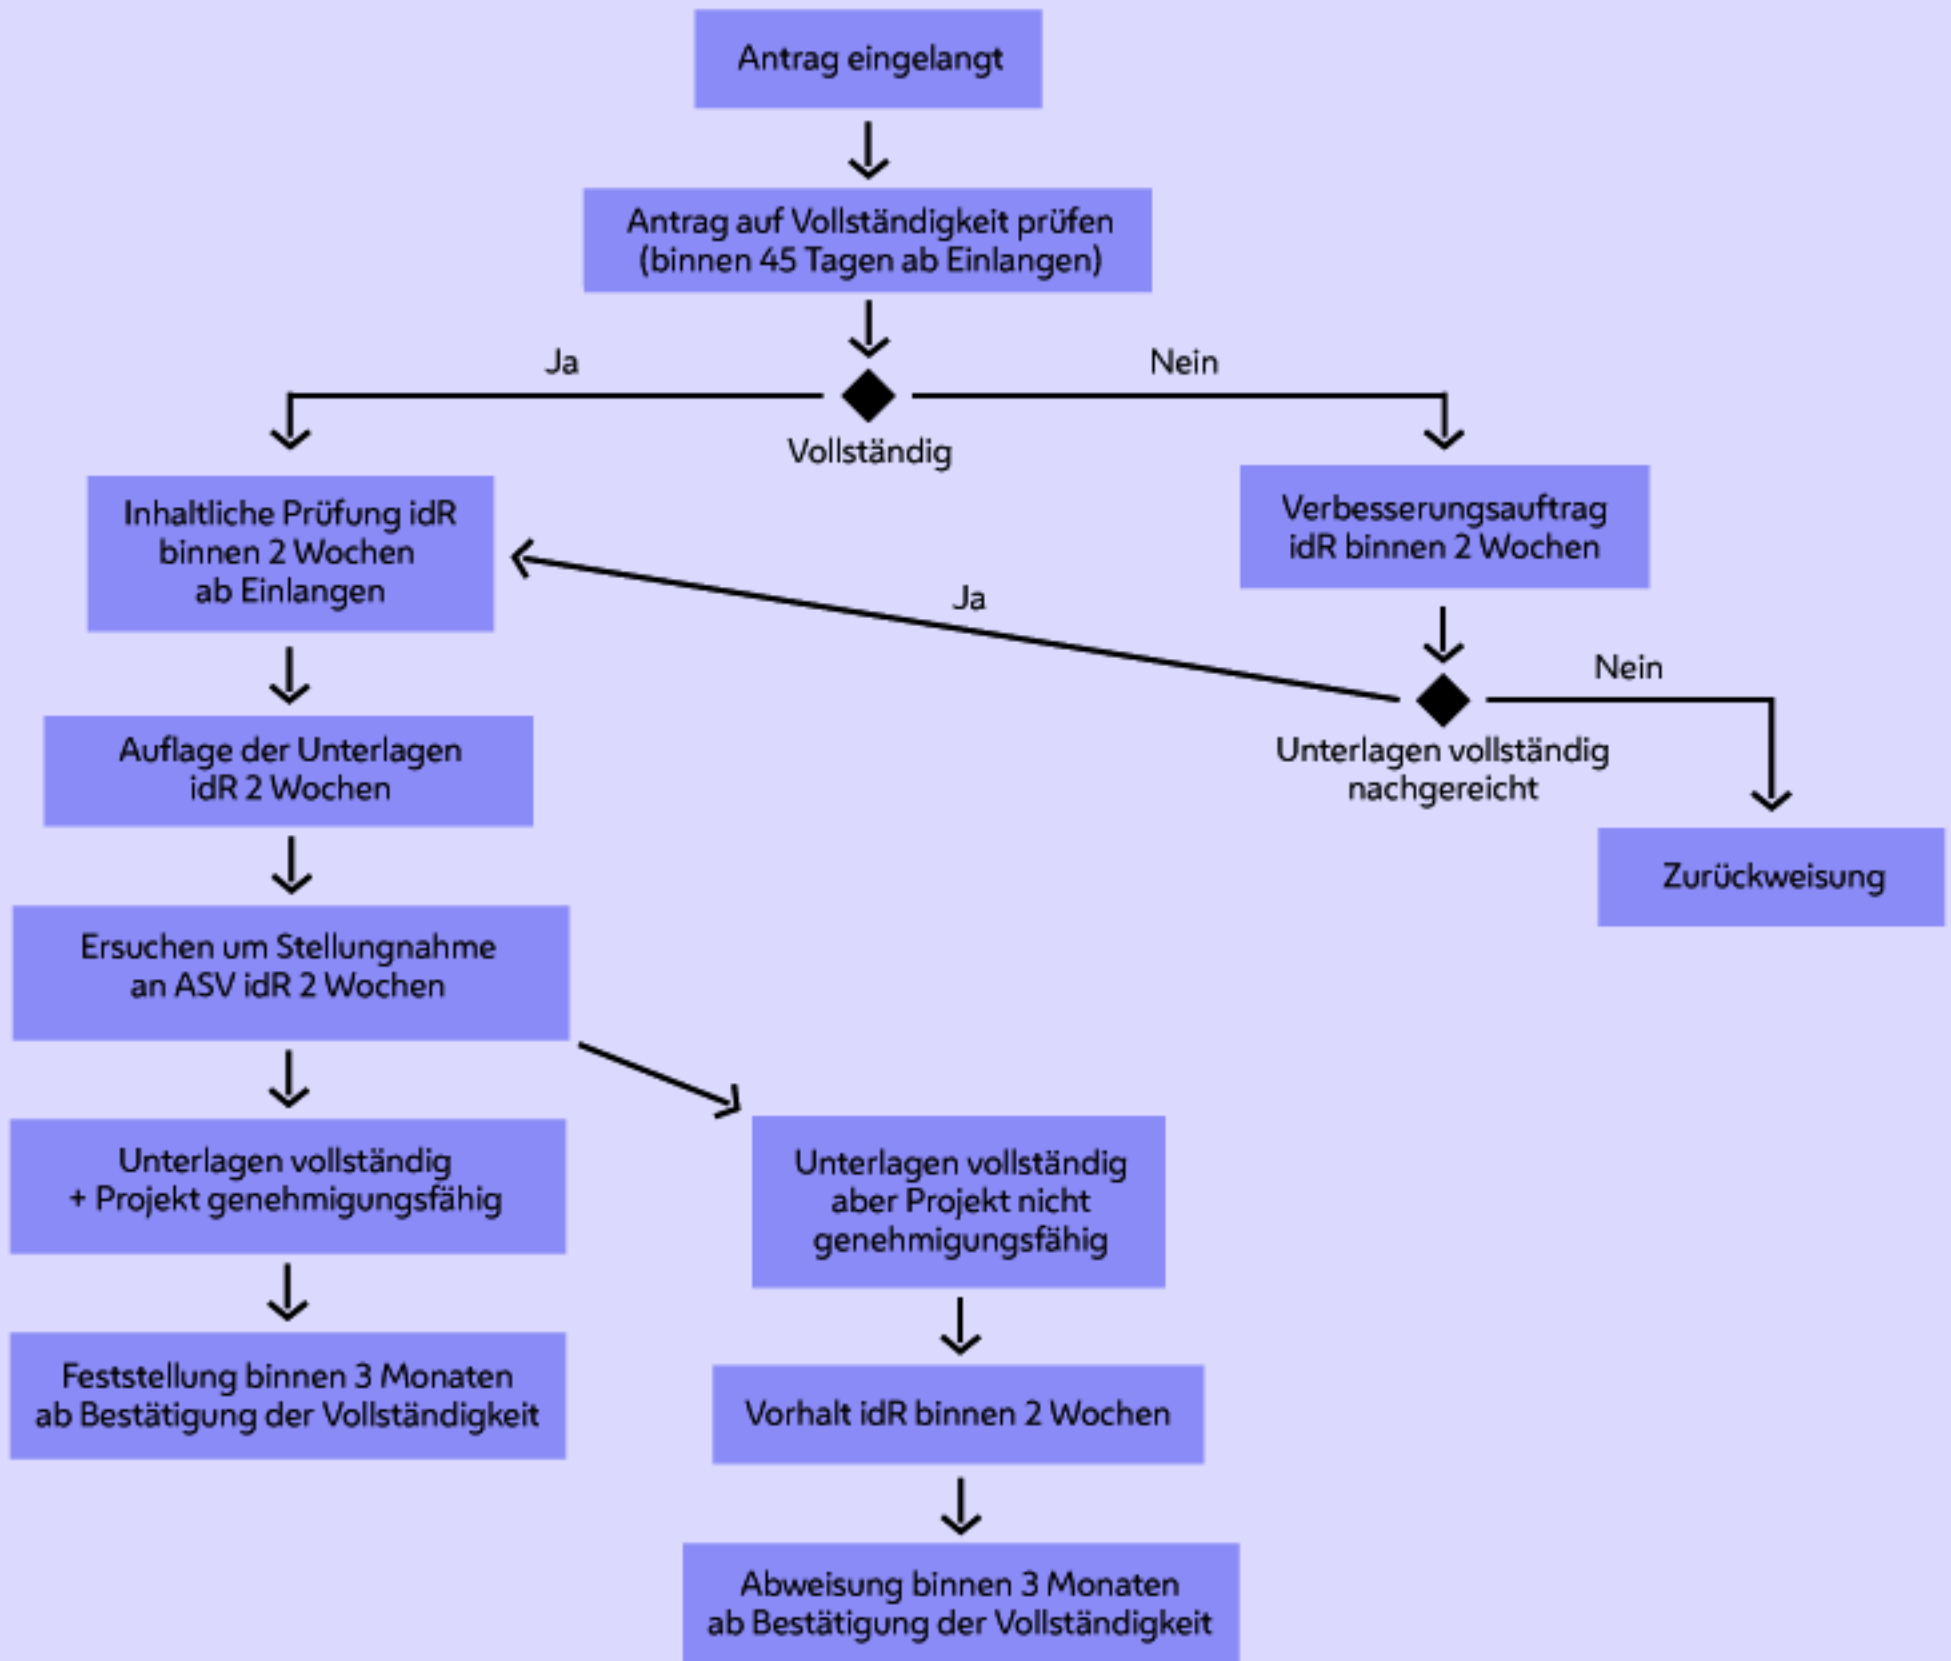 Antrag eingelangt
Antrag auf Vollständigkeit prüfen
(binnen 45 Tagen ab Einlangen)
Ja
Nein
Vollständig
Inhaltliche Prüfung idR
binnen 2 Wochen
ab Einlangen
Verbesserungsauftrag
idR binnen 2 Wochen
Ja
Nein
Unterlagen vollständig
nachgereicht
Auflage der Unterlagen
idR 2 Wochen
Zurückweisung
Ersuchen um Stellungnahme
an ASV idR 2 Wochen
Unterlagen vollständig
+ Projekt genehmigungsfähig
Unterlagen vollständig
aber Projekt nicht
genehmigungsfähig
Feststellung binnen 3 Monaten
ab Bestätigung der Vollständigkeit
Vorhalt idR binnen 2 Wochen
Abweisung binnen 3 Monaten
ab Bestätigung der Vollständigkeit